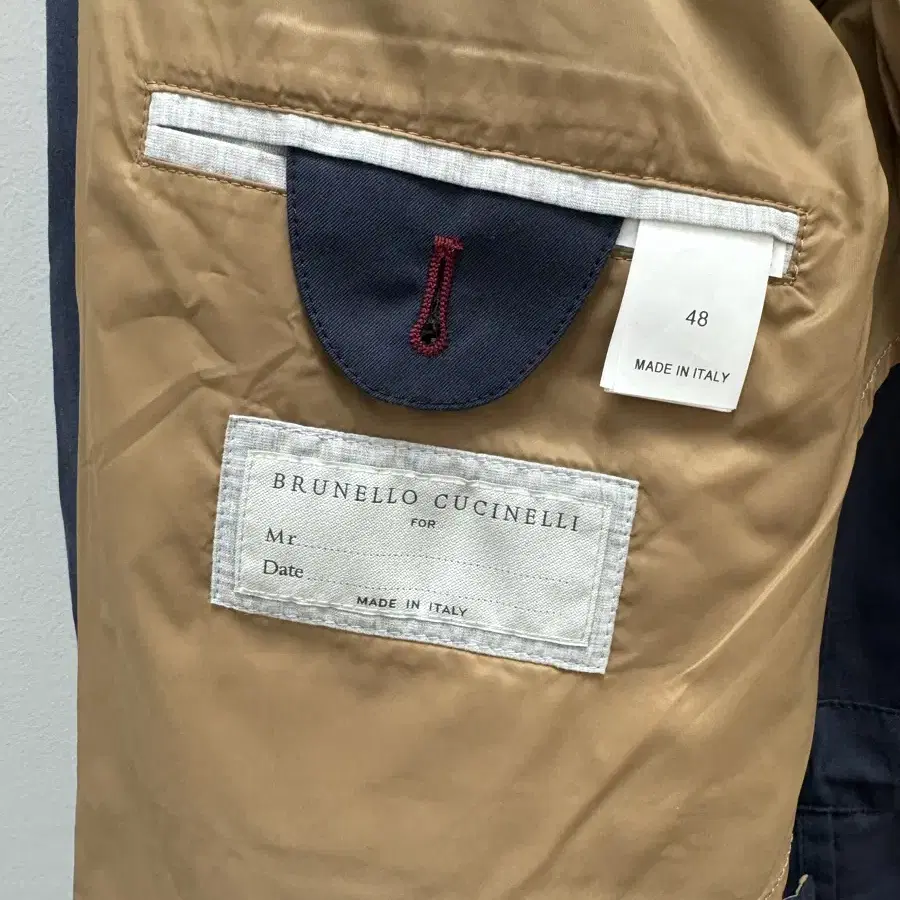 48
MADE IN ITALY
BRUNELLO CUCINELLI
FOR
Mr
Date
MADE IN ITALY